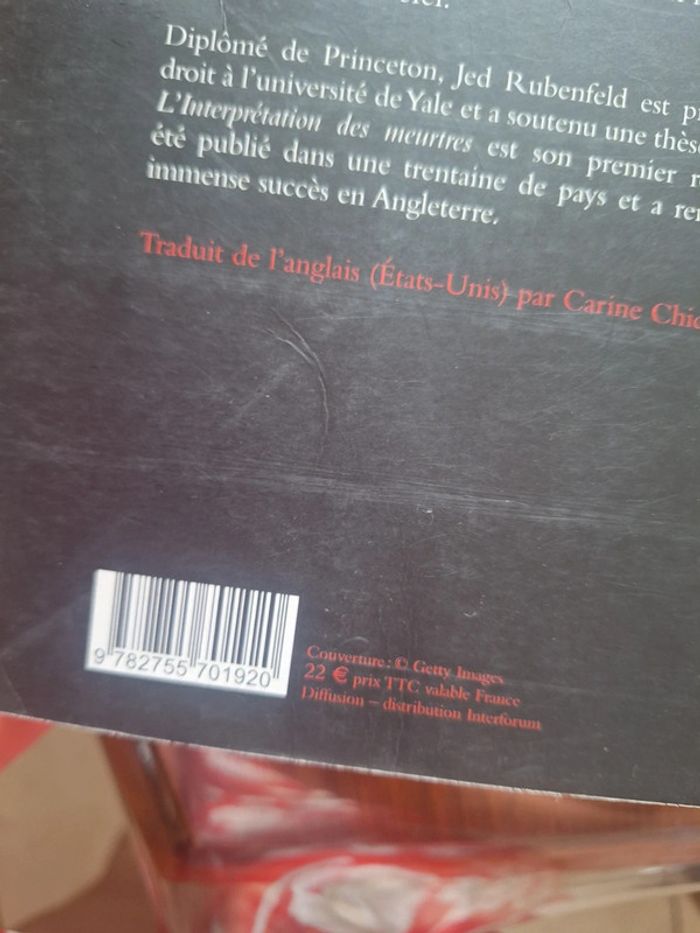 Diplômé de Princeton, Jed Rubenfeld est
droit à l'université de Yale et a soutenu une
L'Interprétation des meurtres est son premier
été publié dans une trentaine de pays et a
immense succès en Angleterre.
Traduit de l'anglais (États-Unis) par Carine
9 782755 701920
Couverture : © Getty Images
22 € prix TTC valable France
Diffusion – distribution Interforum